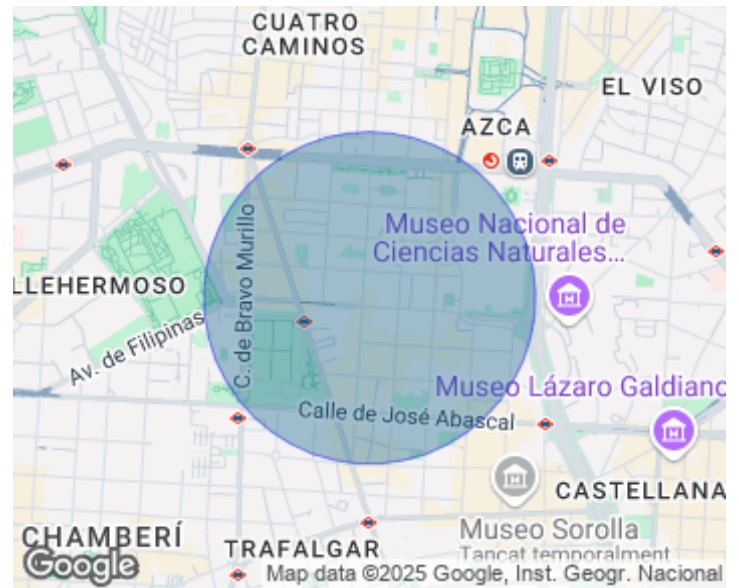 CUATRO
CAMINOS
EL VISO
AZCA
Museo Nacional de
Ciencias Naturales...
LLEHERMOSO
C. de Bravo Murillo
Av. de Filipinas
Museo Lázaro Galdiano
Calle de José Abascal
CASTELLANA
CHAMBERÍ
Museo Sorolla
TRAFALGAR
Tancat temporalment
Google
Map data ©2025 Google, Inst. Geogr. Nacional